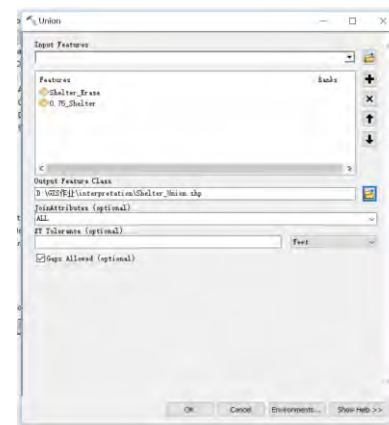 Union
Input Features
Features Ranks
Shelter_Erase
0.75_Shelter
Output Feature Class
D:\GIS作业\interpretation\Shelter_Union.shp
JoinAttributes (optional)
ALL
XY Tolerance (optional)
Feet
Gaps Allowed (optional)
OK Cancel Environments... Show Help >>